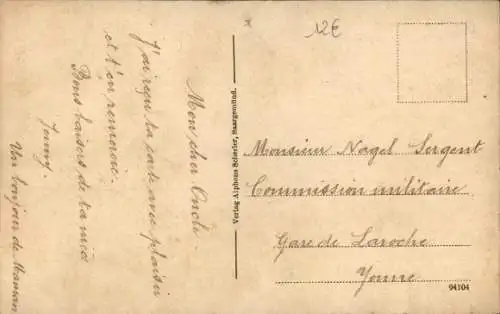 Mon cher Oncle -
J'ai reçu ta carte avec plaisir
et t'en remercie.
Bons baisers de ta nièce
Jenny.
Un bonjour de Maman
Verlag Alphons Scherier, Saargemünd.
12€
Monsieur Nagel Sergent
Commission militaire
Gare de Laroche
Yonne
94104